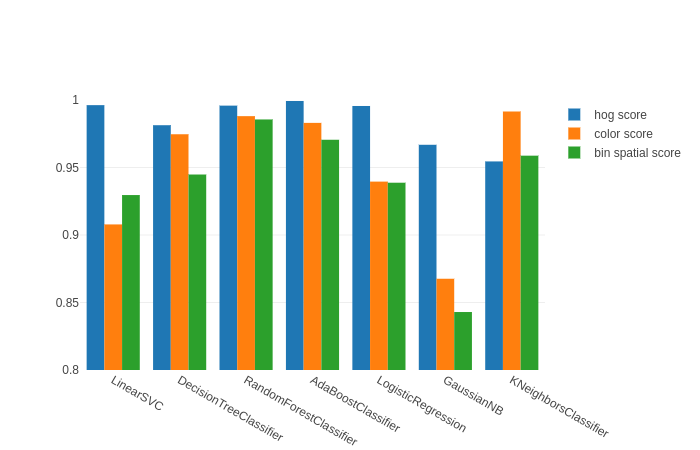 1
0.95
0.9
0.85
0.8
LinearSVC
DecisionTreeClassifier
RandomForestClassifier
AdaBoostClassifier
LogisticRegression
GaussianNB
KNeighborsClassifier
hog score
color score
bin spatial score